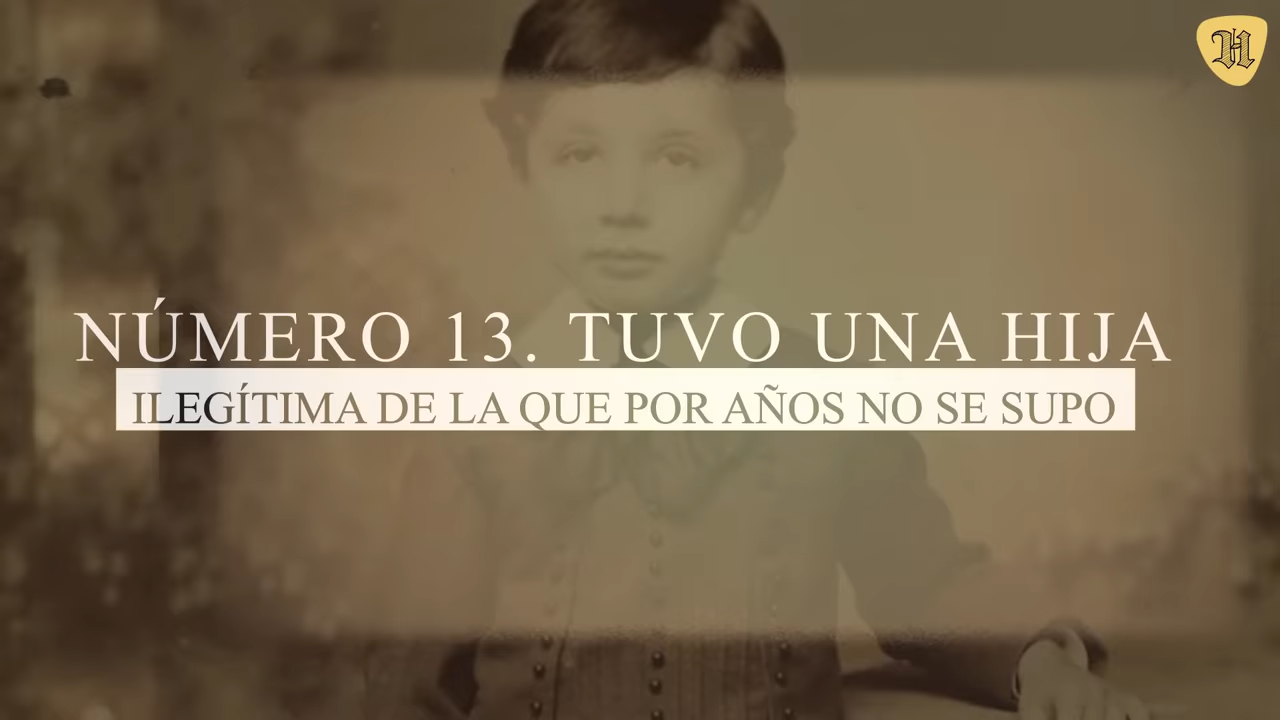 H
NÚMERO 13. TUVO UNA HIJA
ILEGÍTIMA DE LA QUE POR AÑOS NO SE SUPO